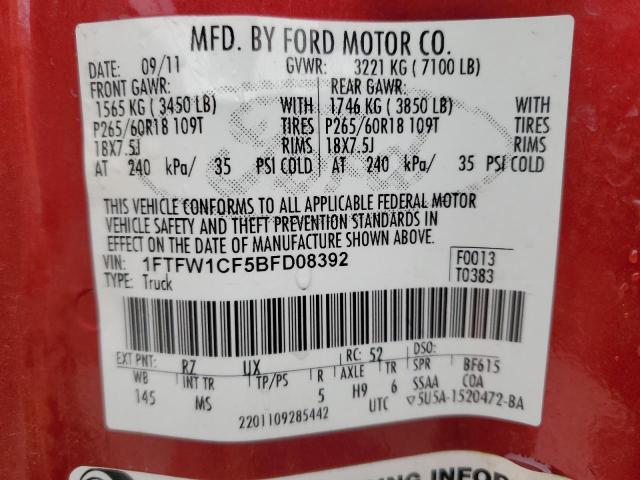 MFD. BY FORD MOTOR CO.
DATE: 09/11 GVWR: 3221 KG ( 7100 LB)
FRONT GAWR: REAR GAWR:
1565 KG ( 3450 LB) WITH 1746 KG ( 3850 LB) WITH
P265/60R18 109T TIRES P265/60R18 109T TIRES
18X7.5J RIMS 18X7.5J RIMS
AT 240 kPa/ 35 PSI COLD AT 240 kPa/ 35 PSI COLD
THIS VEHICLE CONFORMS TO ALL APPLICABLE FEDERAL MOTOR
VEHICLE SAFETY AND THEFT PREVENTION STANDARDS IN
EFFECT ON THE DATE OF MANUFACTURE SHOWN ABOVE.
VIN: 1FTFW1CF5BFD08392 F0013
TYPE: Truck T0383
EXT PNT: RZ UX RC: 52 DSO:
WB INT TR TP/PS R AXLE TR SPR BF615
145 MS 5 H9 6 SSAA COA
UTC ▽5U5A-1520472-BA
2201109285442